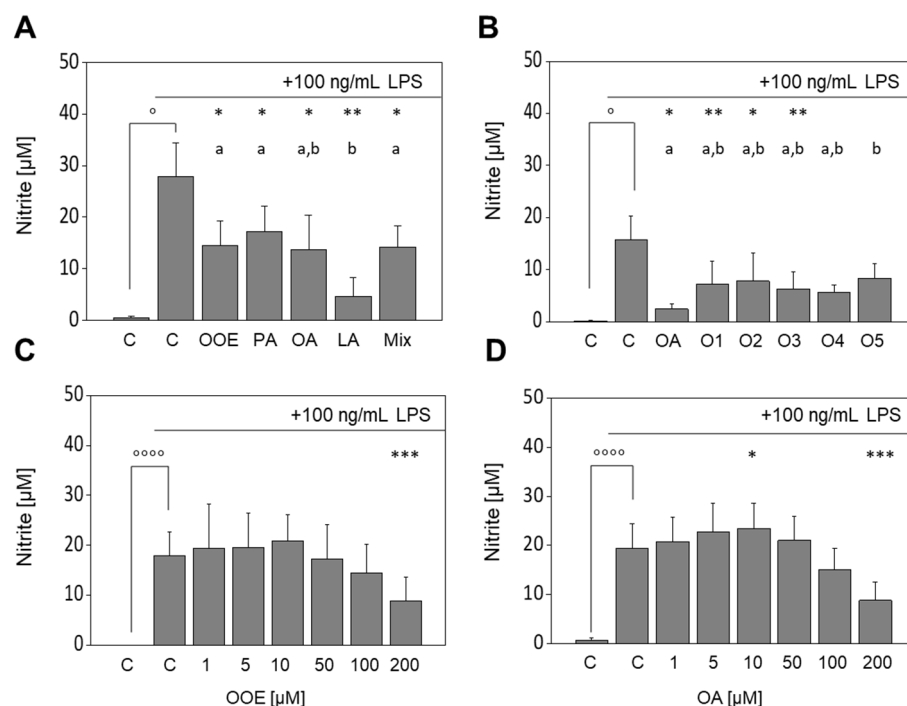 A
50
40
30
20
10
0
Nitrite [µM]
+100 ng/mL LPS
° * * * ** *
a a a,b b a
C C OOE PA OA LA Mix
B
50
40
30
20
10
0
Nitrite [µM]
+100 ng/mL LPS
° * ** * **
a a,b a,b a,b a,b b
C C OA O1 O2 O3 O4 O5
C
50
40
30
20
10
0
Nitrite [µM]
+100 ng/mL LPS
°°°° ***
C C 1 5 10 50 100 200
OOE [µM]
D
50
40
30
20
10
0
Nitrite [µM]
+100 ng/mL LPS
°°°° * ***
C C 1 5 10 50 100 200
OA [µM]